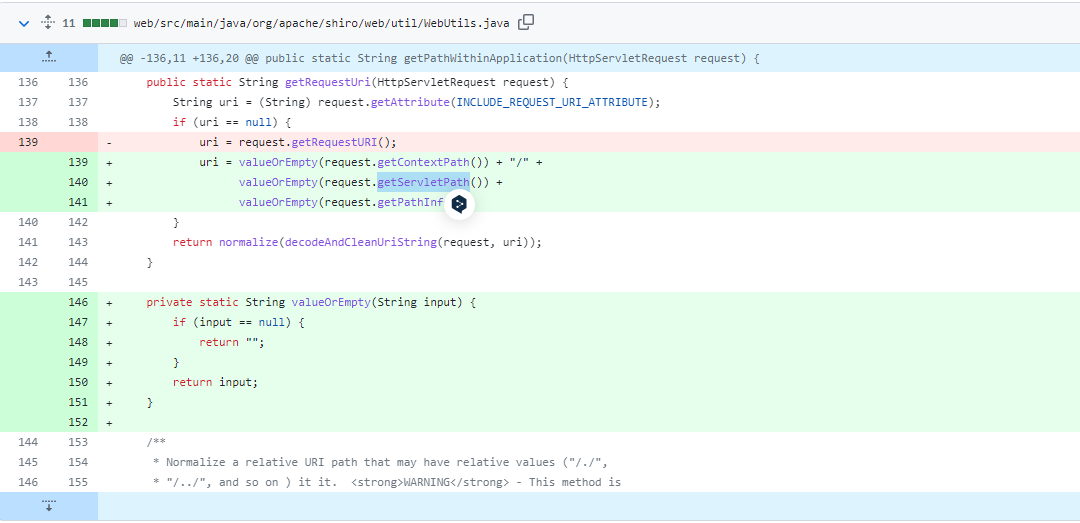 11 web/src/main/java/org/apache/shiro/web/util/WebUtils.java
@@ -136,11 +136,20 @@ public static String getPathWithinApplication(HttpServletRequest request) {
136 136 public static String getRequestUri(HttpServletRequest request) {
137 137 String uri = (String) request.getAttribute(INCLUDE_REQUEST_URI_ATTRIBUTE);
138 138 if (uri == null) {
139 - uri = request.getRequestURI();
139 + uri = valueOrEmpty(request.getContextPath()) + "/" +
140 + valueOrEmpty(request.getServletPath()) +
141 + valueOrEmpty(request.getPathInf
140 142 }
141 143 return normalize(decodeAndCleanUriString(request, uri));
142 144 }
143 145
146 + private static String valueOrEmpty(String input) {
147 + if (input == null) {
148 + return "";
149 + }
150 + return input;
151 + }
152 +
144 153 /**
145 154 * Normalize a relative URI path that may have relative values ("/./",
146 155 * "/../", and so on ) it it. <strong>WARNING</strong> - This method is